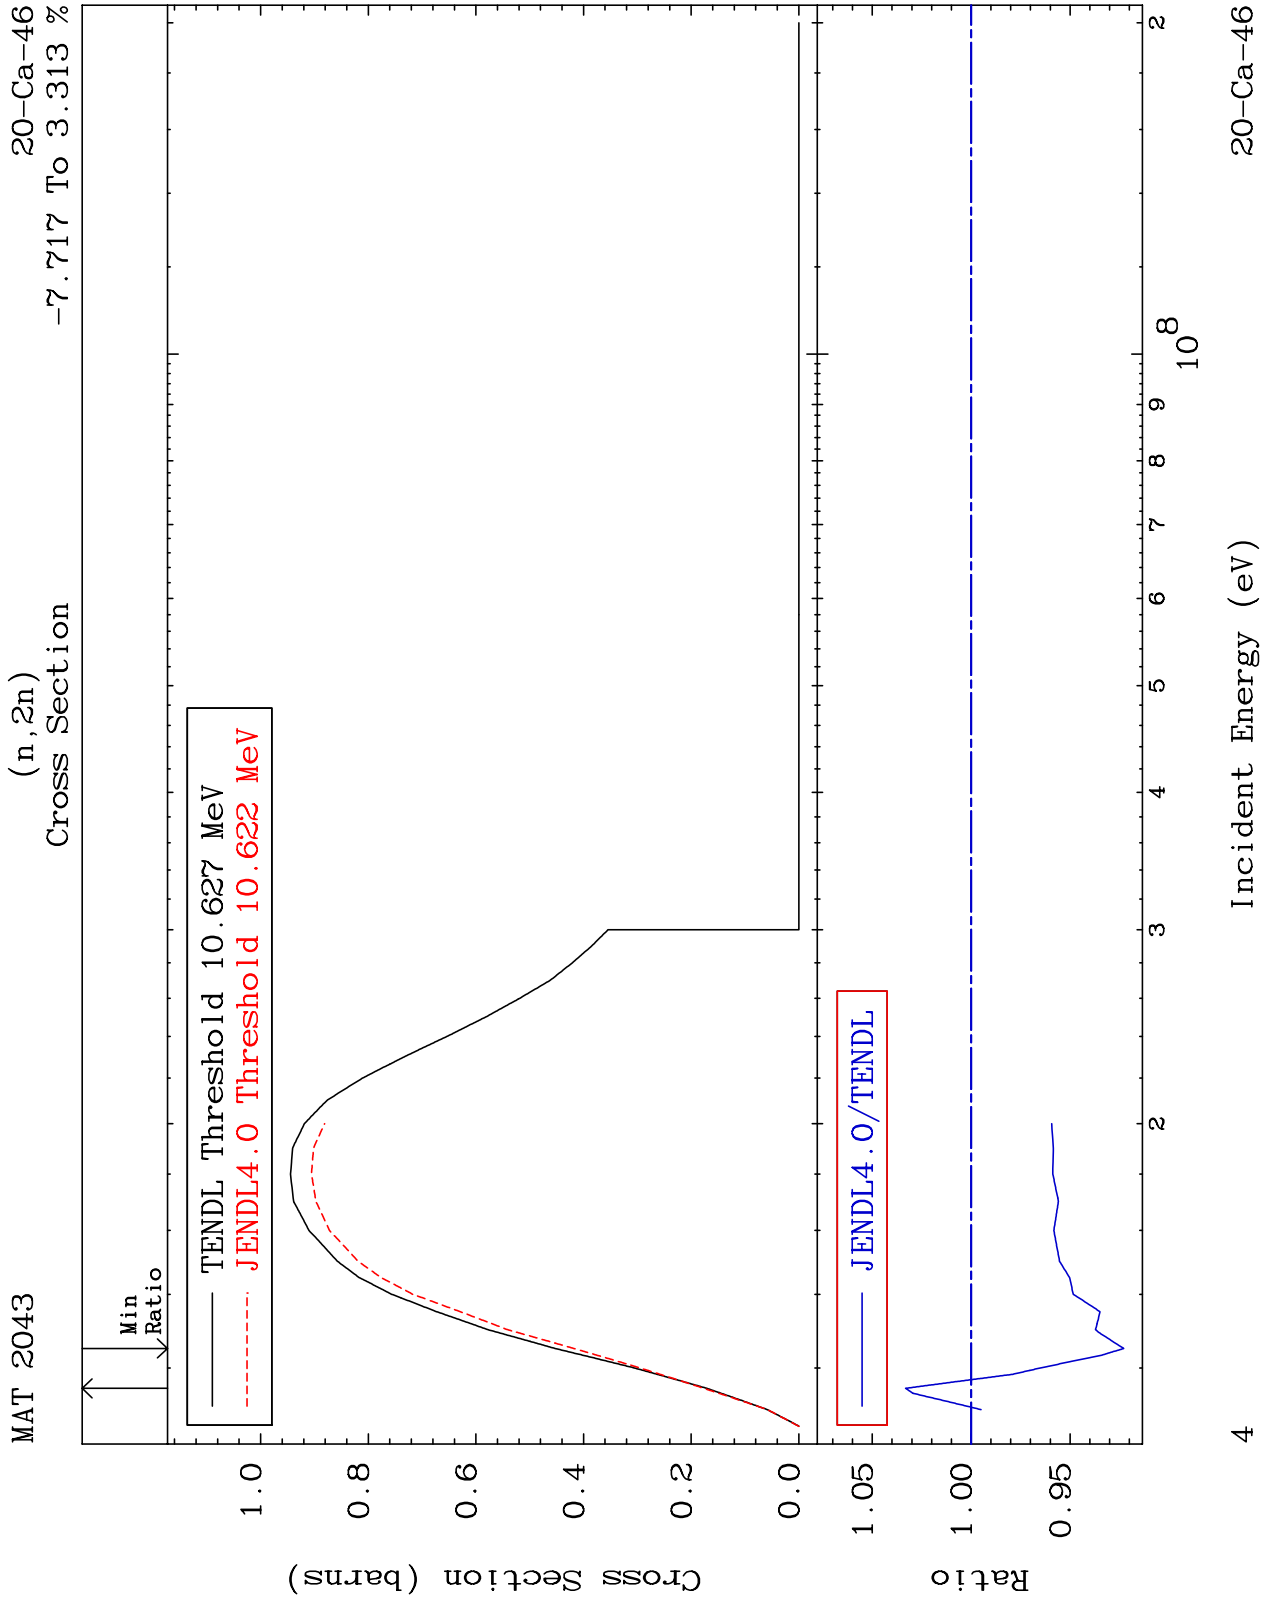 MAT 2043
(n,2n)
20-Ca-46
Cross Section
-7.717 To 3.313 %
Min
Ratio
TENDL Threshold 10.627 MeV
JENDL4.0 Threshold 10.622 MeV
1.0
0.8
0.6
0.4
0.2
0.0
Cross Section (barns)
JENDL4.0/TENDL
1.05
1.00
0.95
Ratio
2
3
4
5
6
7
8
9
10^8
2
4
Incident Energy (eV)
20-Ca-46